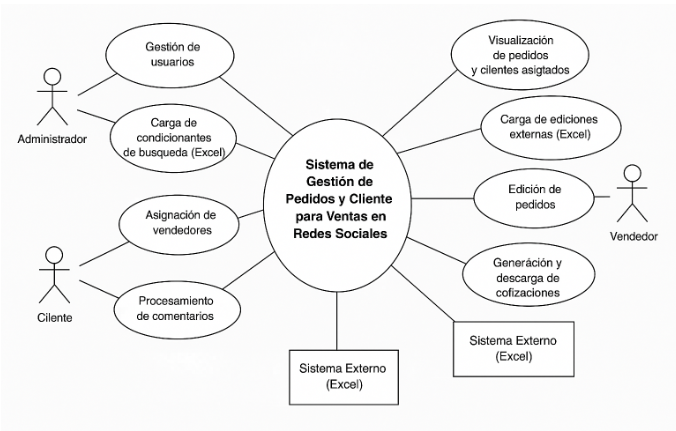 Gestión de
usuarios
Administrador
Carga de
condicionantes
de busqueda (Excel)
Asignación de
vendedores
Cilente
Procesamiento
de comentarios
Sistema de
Gestión de
Pedidos y Cliente
para Ventas en
Redes Sociales
Visualización
de pedidos
y cilentes asigtados
Carga de ediciones
externas (Excel)
Edición de
pedidos
Vendedor
Generáción y
descarga de
cofizaciones
Sistema Externo
(Excel)
Sistema Externo
(Excel)